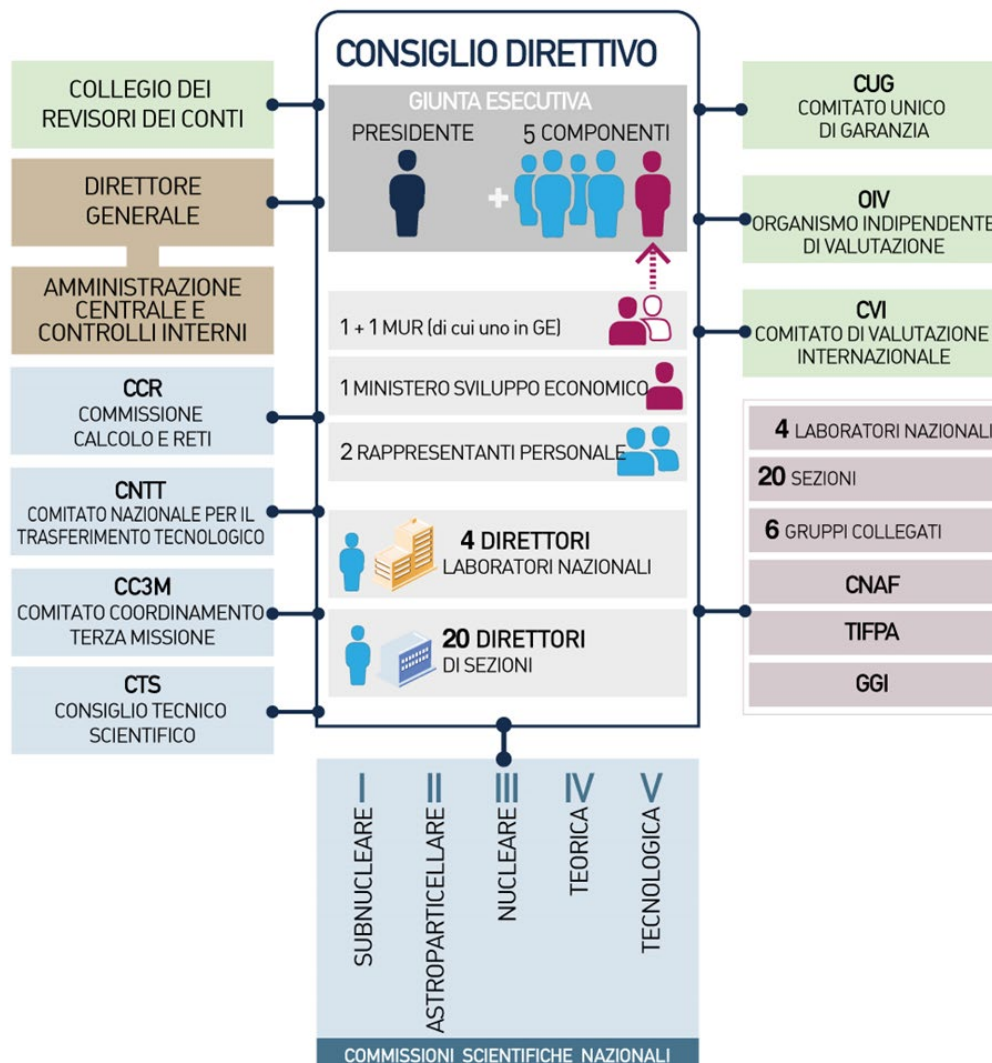 CONSIGLIO DIRETTIVO
GIUNTA ESECUTIVA
PRESIDENTE
5 COMPONENTI
+
1 + 1 MUR (di cui uno in GE)
1 MINISTERO SVILUPPO ECONOMICO
2 RAPPRESENTANTI PERSONALE
4 DIRETTORI
LABORATORI NAZIONALI
20 DIRETTORI
DI SEZIONI
COLLEGIO DEI
REVISORI DEI CONTI
DIRETTORE
GENERALE
AMMINISTRAZIONE
CENTRALE E
CONTROLLI INTERNI
CCR
COMMISSIONE
CALCOLO E RETI
CNTT
COMITATO NAZIONALE PER IL
TRASFERIMENTO TECNOLOGICO
CC3M
COMITATO COORDINAMENTO
TERZA MISSIONE
CTS
CONSIGLIO TECNICO
SCIENTIFICO
CUG
COMITATO UNICO
DI GARANZIA
OIV
ORGANISMO INDIPENDENTE
DI VALUTAZIONE
CVI
COMITATO DI VALUTAZIONE
INTERNAZIONALE
4 LABORATORI NAZIONALI
20 SEZIONI
6 GRUPPI COLLEGATI
CNAF
TIFPA
GGI
I
SUBNUCLEARE
II
ASTROPARTICELLARE
III
NUCLEARE
IV
TEORICA
V
TECNOLOGICA
COMMISSIONI SCIENTIFICHE NAZIONALI